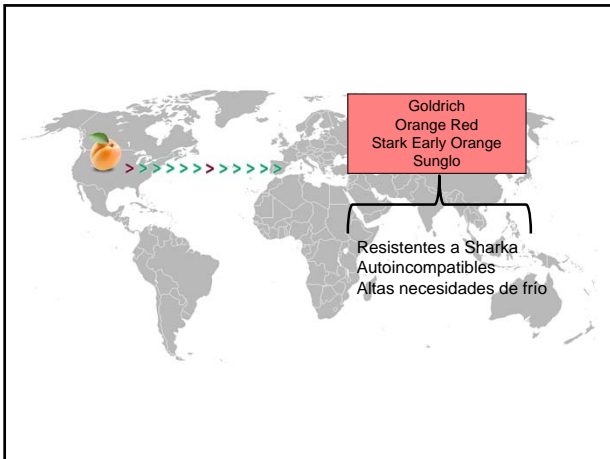 Goldrich
Orange Red
Stark Early Orange
Sunglo
> > > > > > > > > > > >
Resistentes a Sharka
Autoincompatibles
Altas necesidades de frío